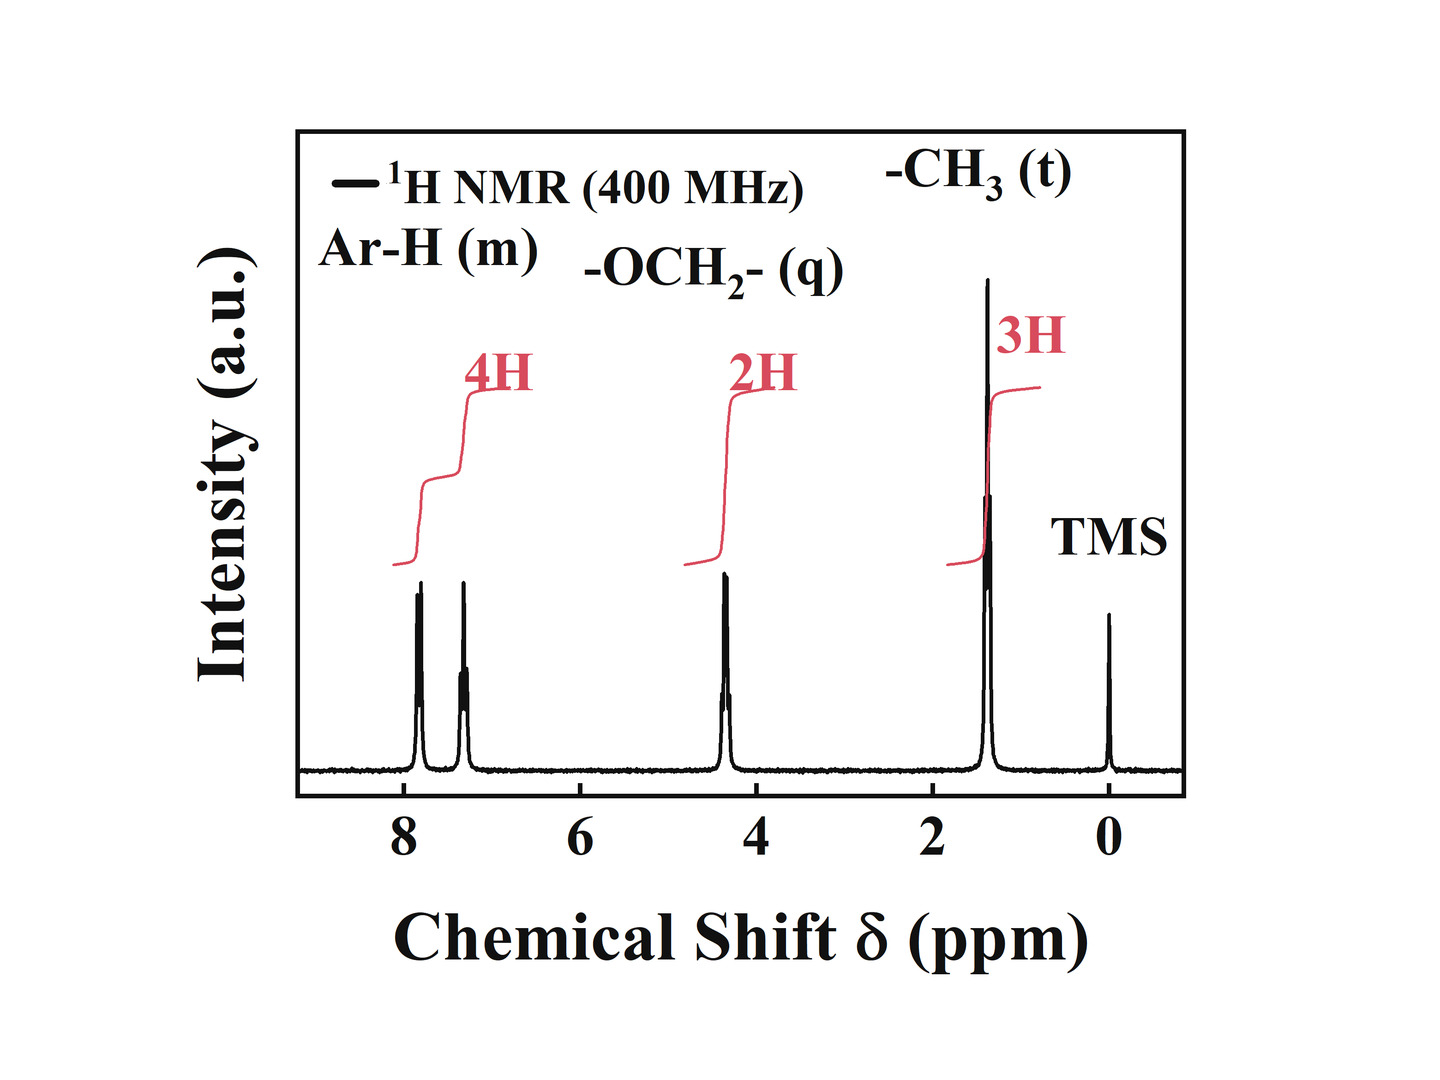 ¹H NMR (400 MHz)
-CH₃ (t)
Ar-H (m)
-OCH₂- (q)
4H
2H
3H
TMS
Intensity (a.u.)
8 6 4 2 0
Chemical Shift δ (ppm)